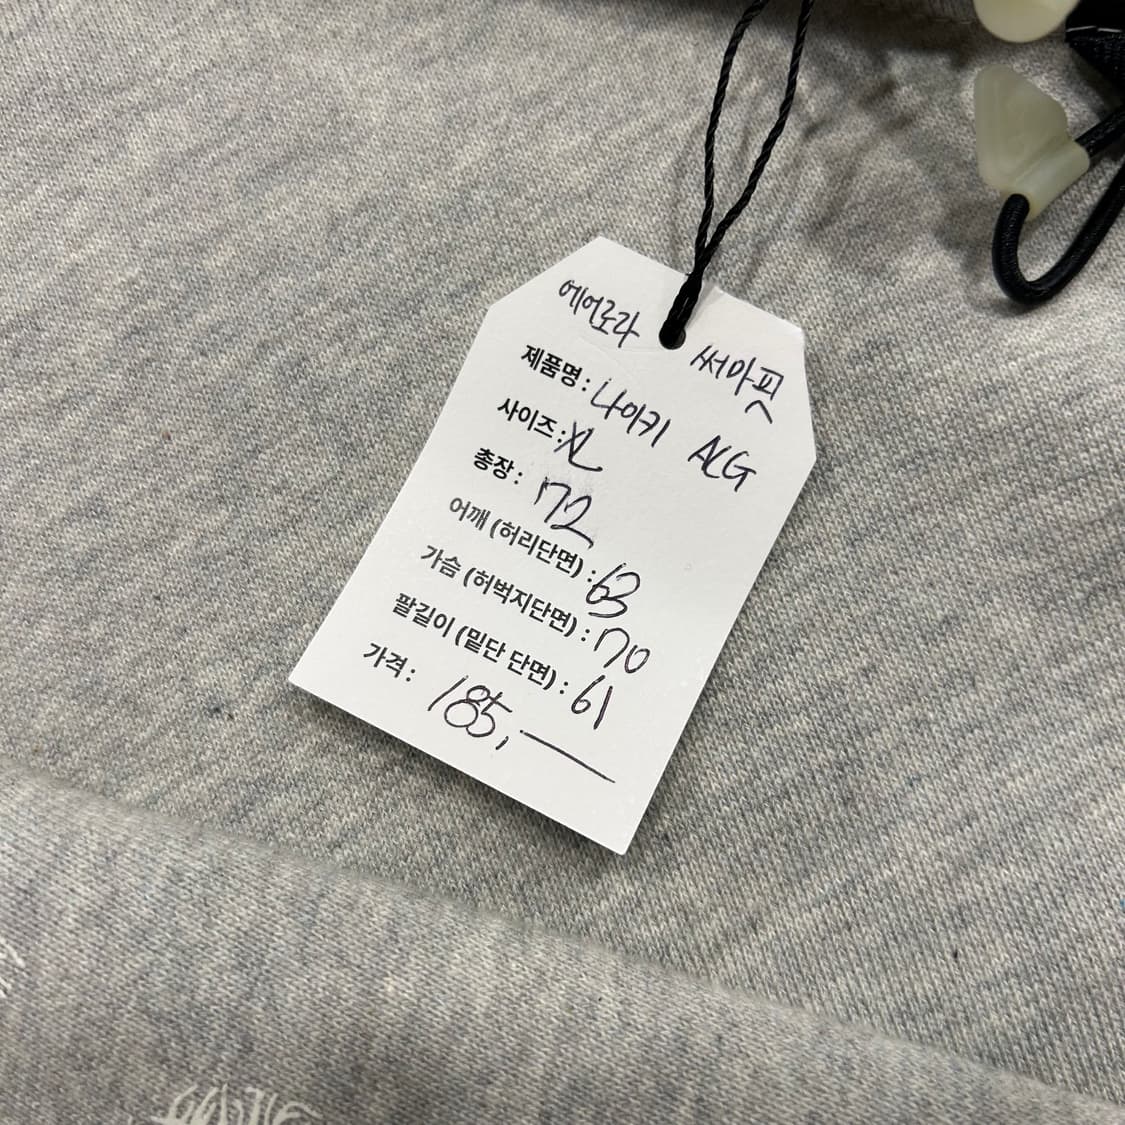 에어로라 써마핏
제품명 : 나이키 ACG
사이즈 : XL
총장 : 72
어깨 (허리단면) : 63
가슴 (허벅지단면) : 70
팔길이 (밑단 단면) : 61
가격 : 185,—